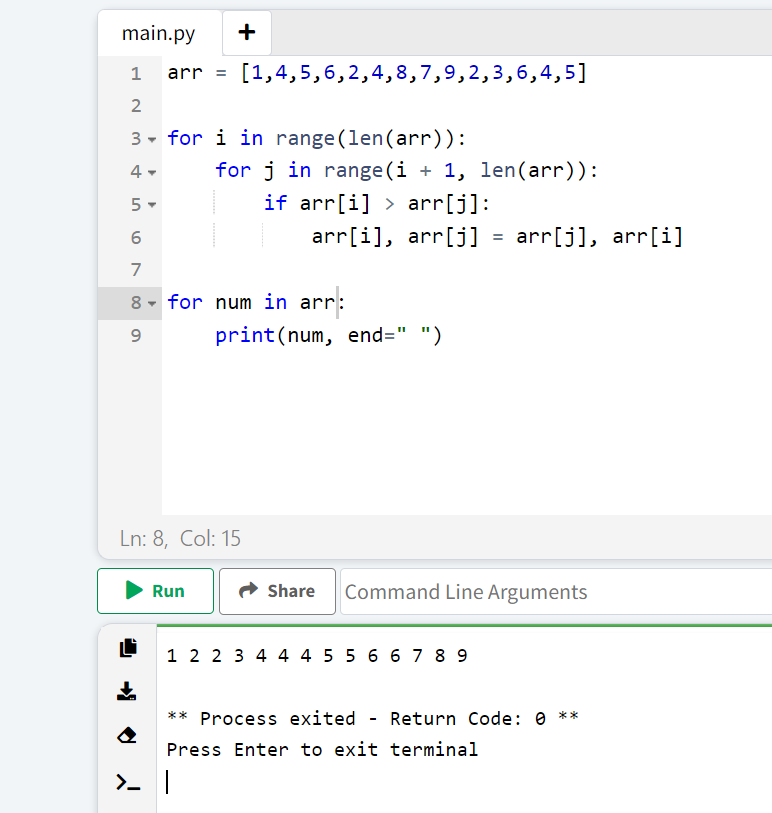 main.py +
1 arr = [1,4,5,6,2,4,8,7,9,2,3,6,4,5]
2
3 for i in range(len(arr)):
4     for j in range(i + 1, len(arr)):
5         if arr[i] > arr[j]:
6             arr[i], arr[j] = arr[j], arr[i]
7
8 for num in arr:
9     print(num, end=" ")
Ln: 8, Col: 15
Run Share Command Line Arguments
1 2 2 3 4 4 4 5 5 6 6 7 8 9
** Process exited - Return Code: 0 **
Press Enter to exit terminal